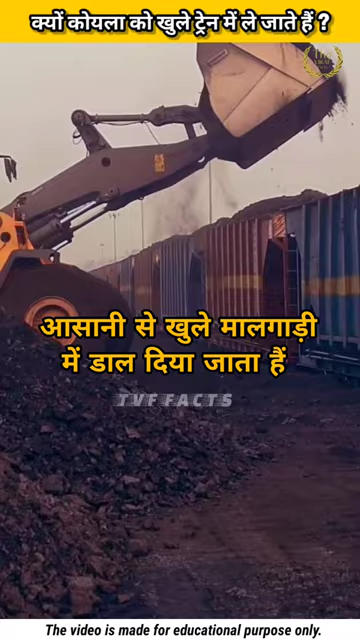 क्यों कोयला को खुले ट्रेन में ले जाते हैं ?
आसानी से खुले मालगाड़ी
में डाल दिया जाता हैं
TVF FACTS
The video is made for educational purpose only.